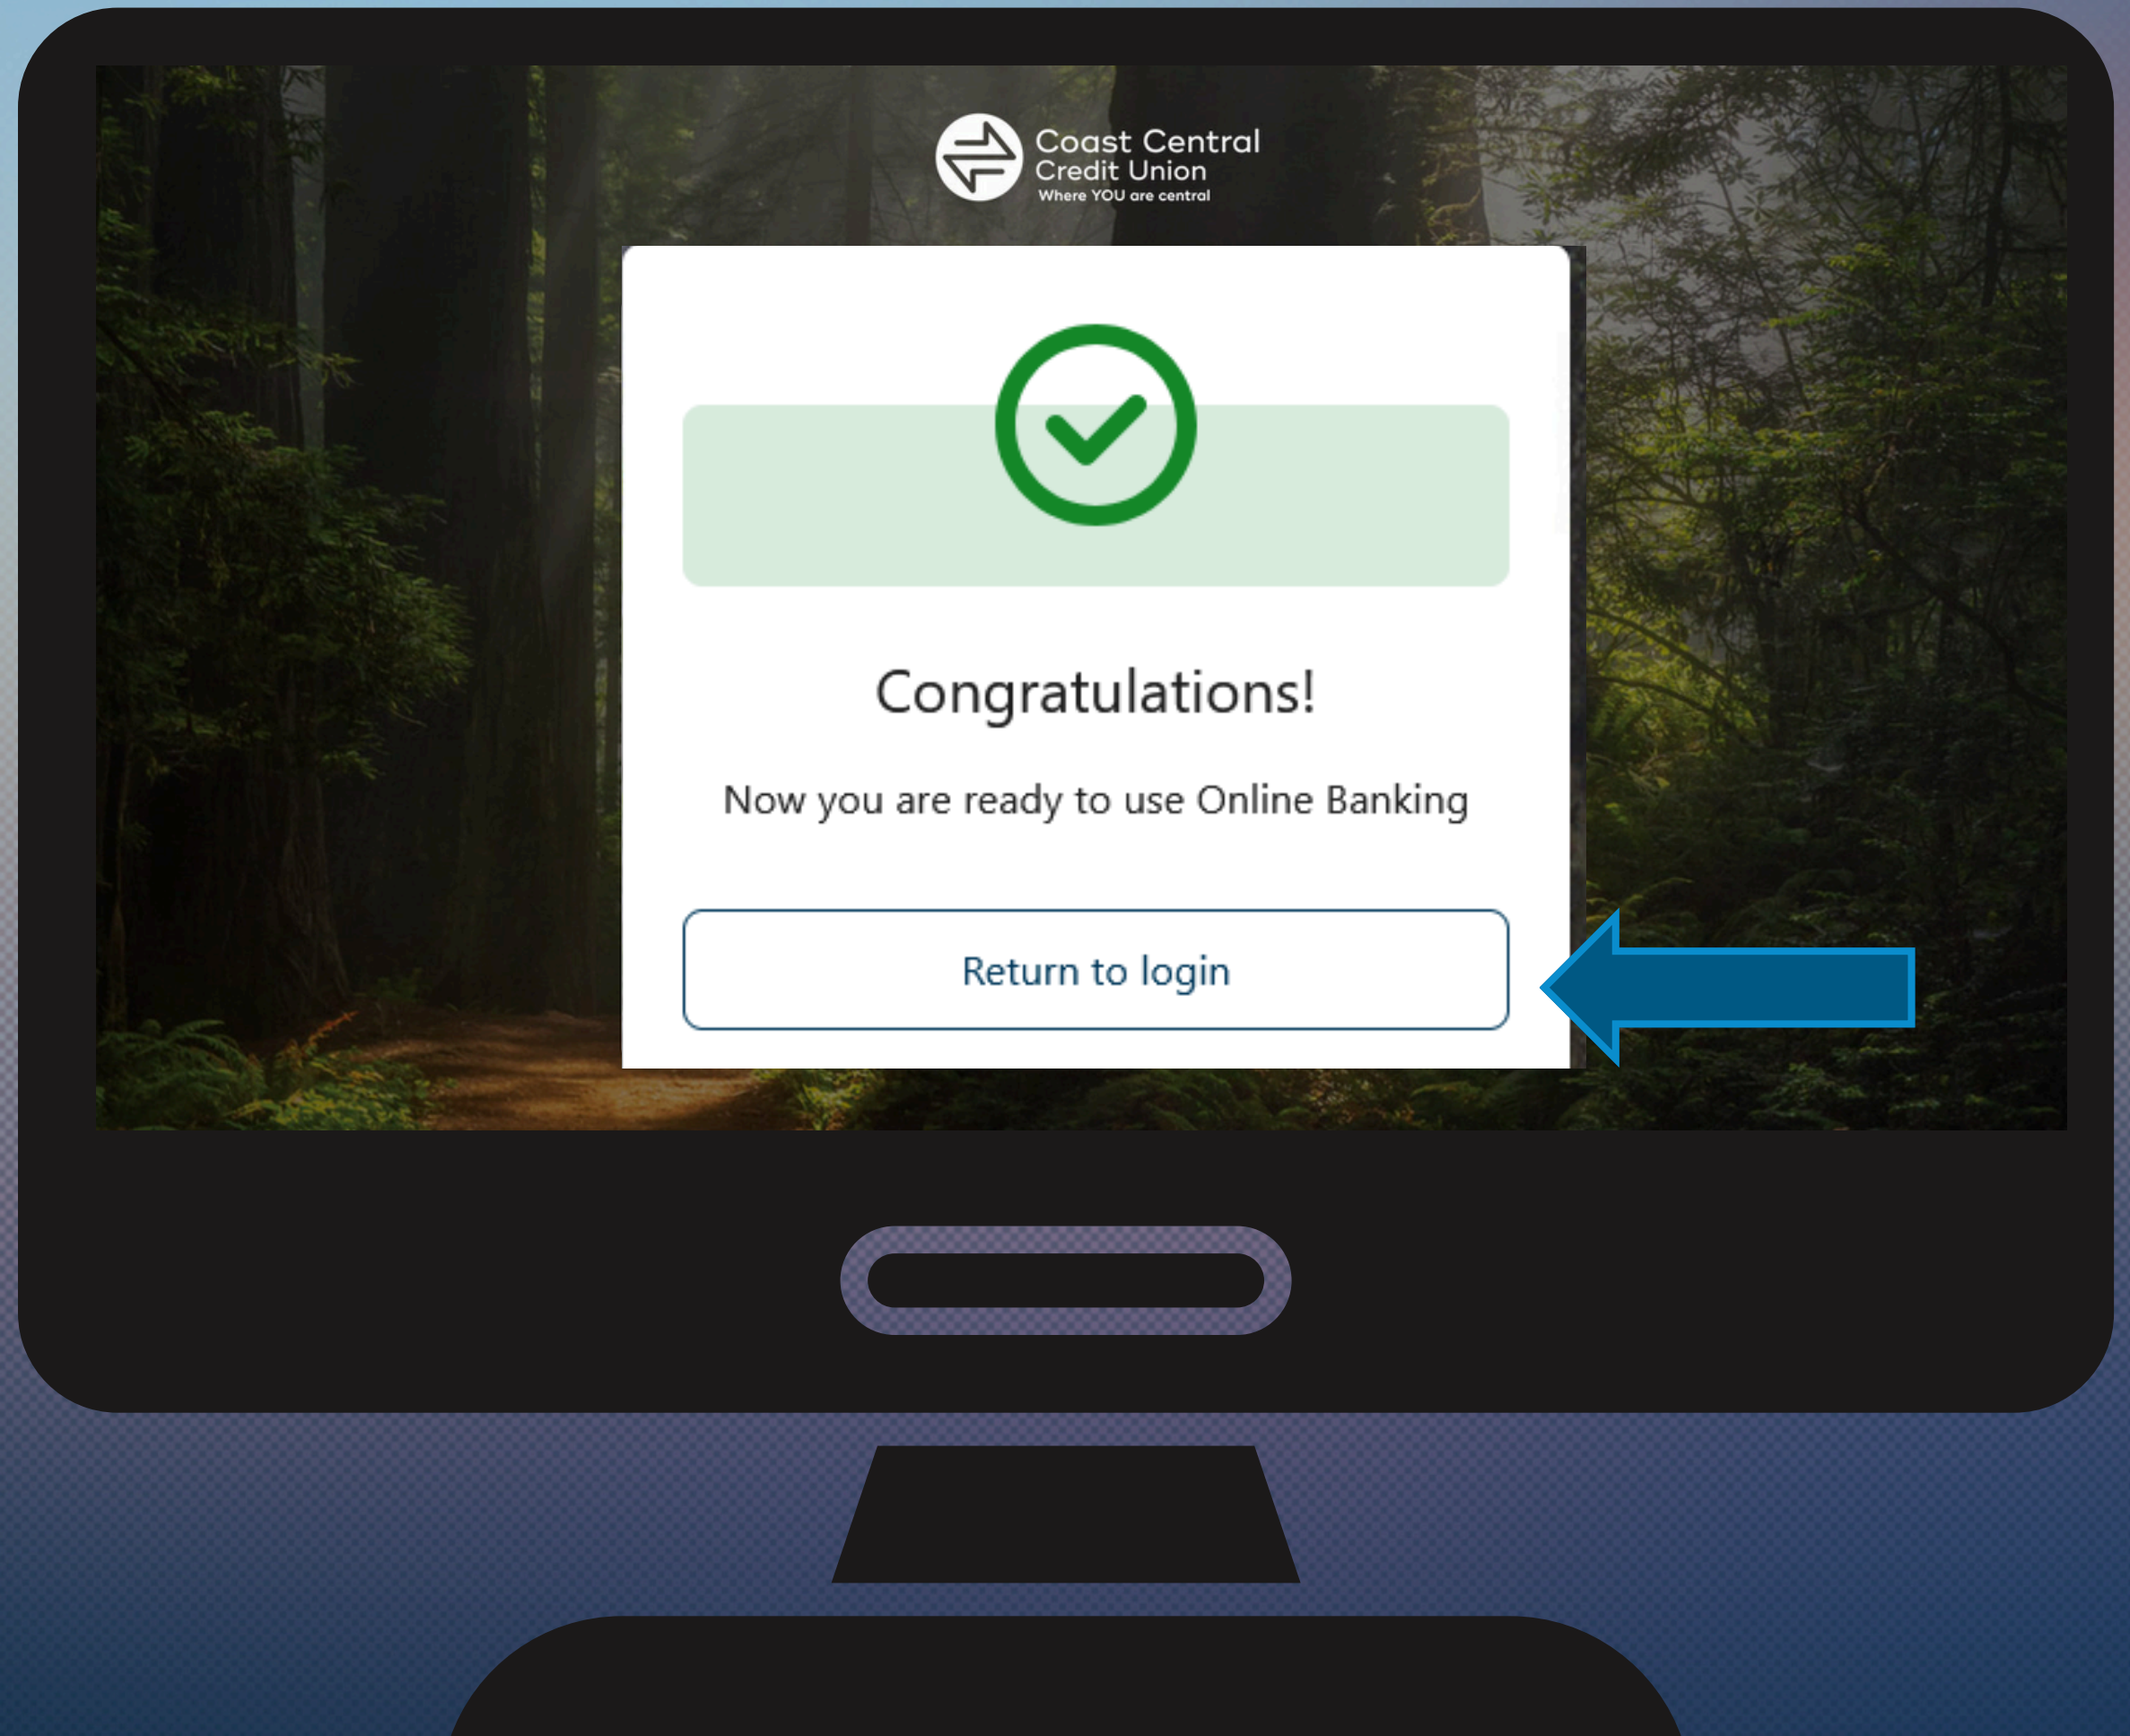 Coast Central
Credit Union
Where YOU are central
Congratulations!
Now you are ready to use Online Banking
Return to login